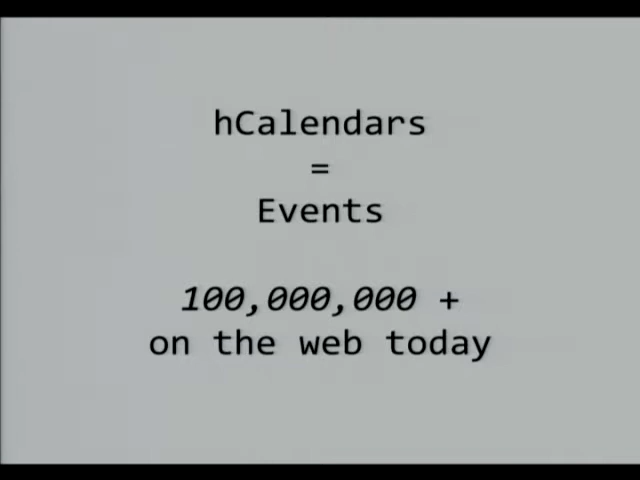 hCalendars
=
Events
100,000,000 +
on the web today